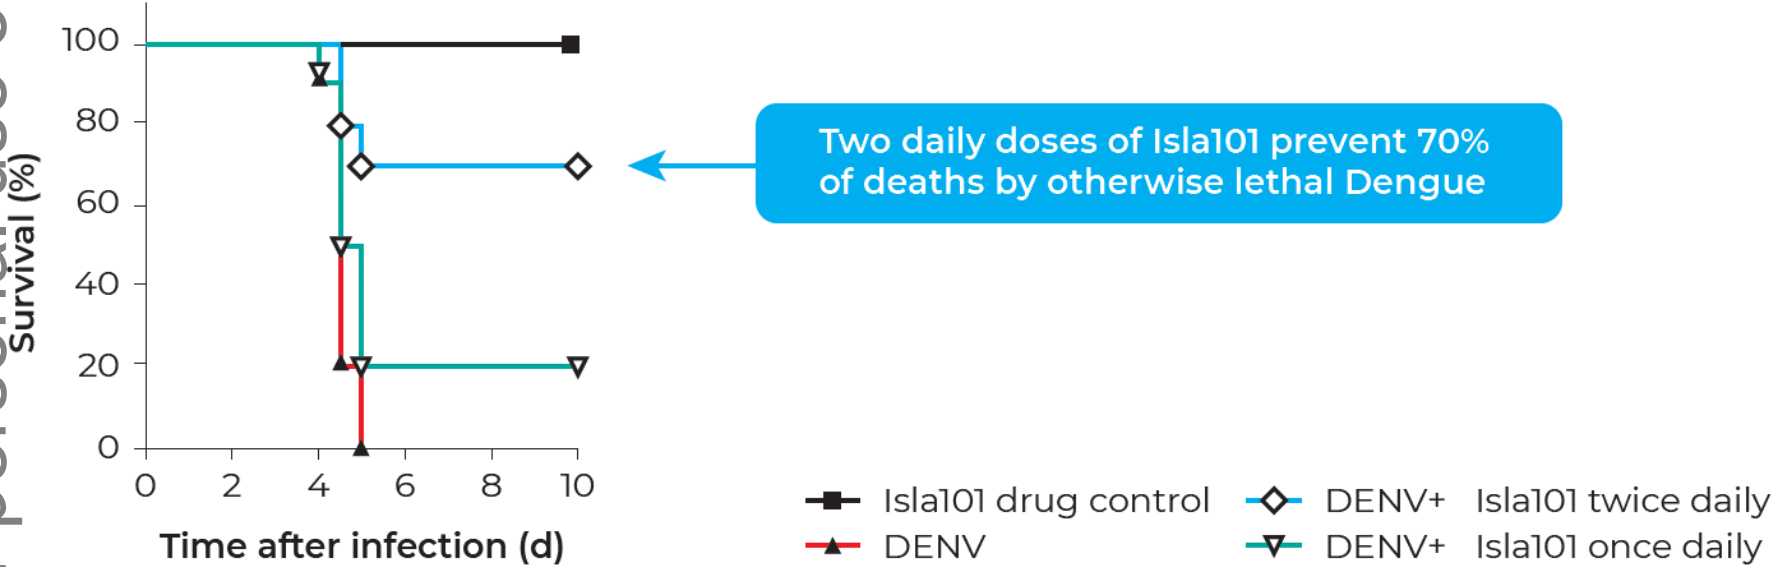 100
80
60
40
20
0
Survival (%)
0 2 4 6 8 10
Time after infection (d)
Two daily doses of Isla101 prevent 70%
of deaths by otherwise lethal Dengue
Isla101 drug control
DENV
DENV+ Isla101 twice daily
DENV+ Isla101 once daily